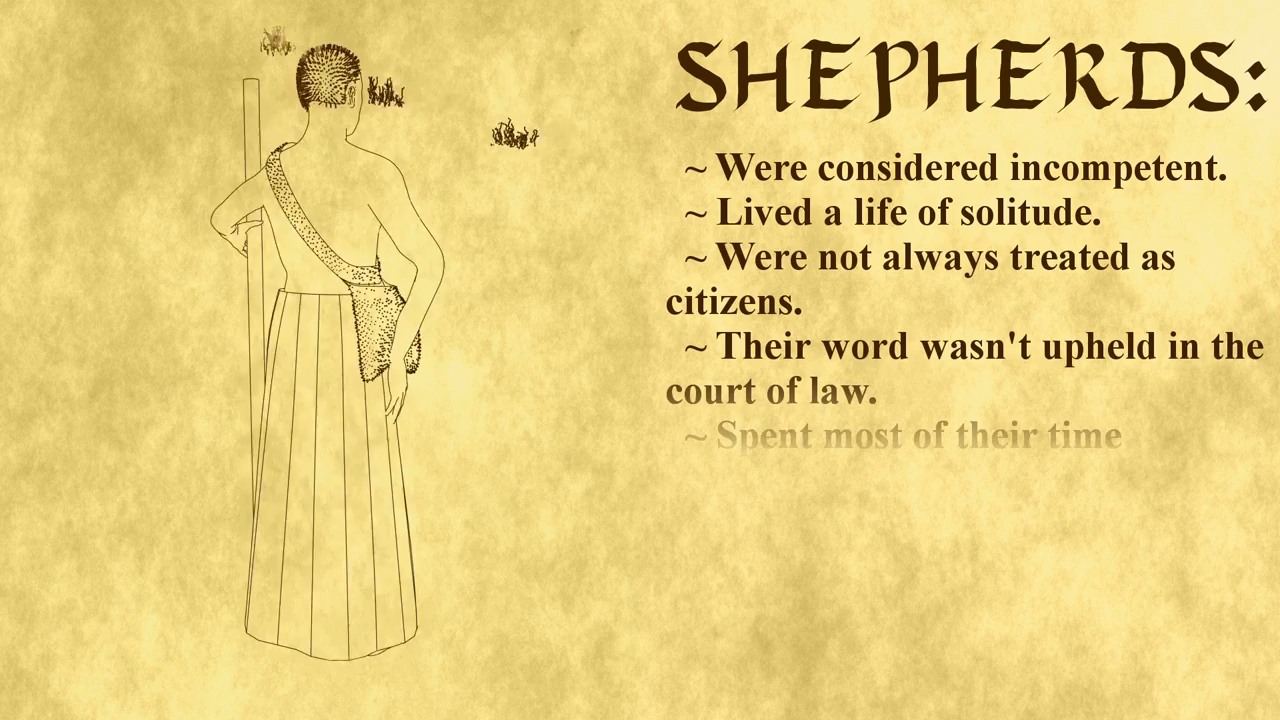 SHEPHERDS:
~ Were considered incompetent.
~ Lived a life of solitude.
~ Were not always treated as
citizens.
~ Their word wasn't upheld in the
court of law.
~ Spent most of their time